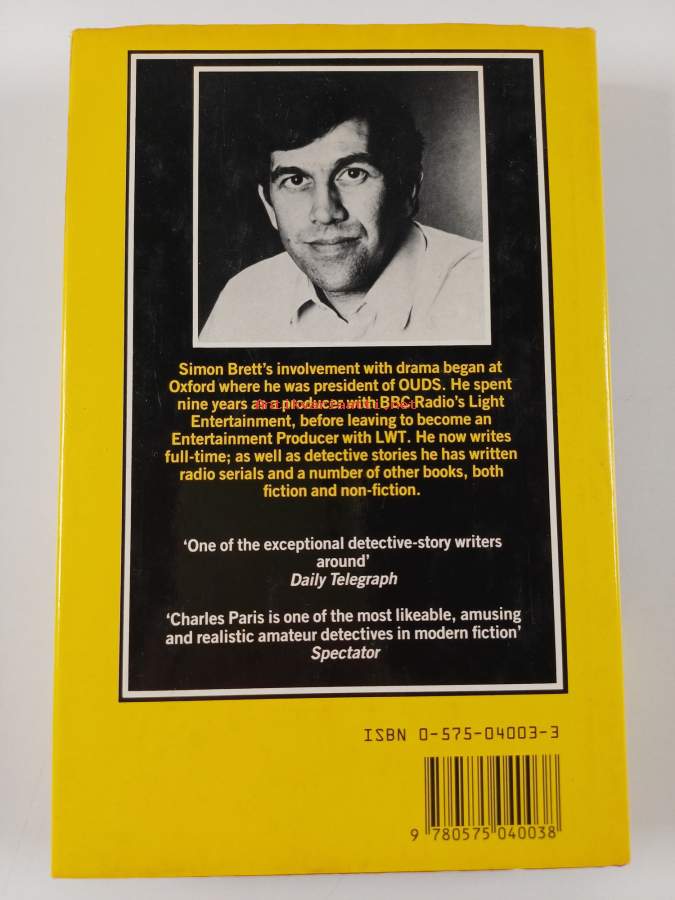 Simon Brett's involvement with drama began at
Oxford where he was president of OUDS. He spent
nine years as a producer with BBC Radio's Light
Entertainment, before leaving to become an
Entertainment Producer with LWT. He now writes
full-time; as well as detective stories he has written
radio serials and a number of other books, both
fiction and non-fiction.
'One of the exceptional detective-story writers
around'
Daily Telegraph
'Charles Paris is one of the most likeable, amusing
and realistic amateur detectives in modern fiction'
Spectator
ISBN 0-575-04003-3
9 780575 040038